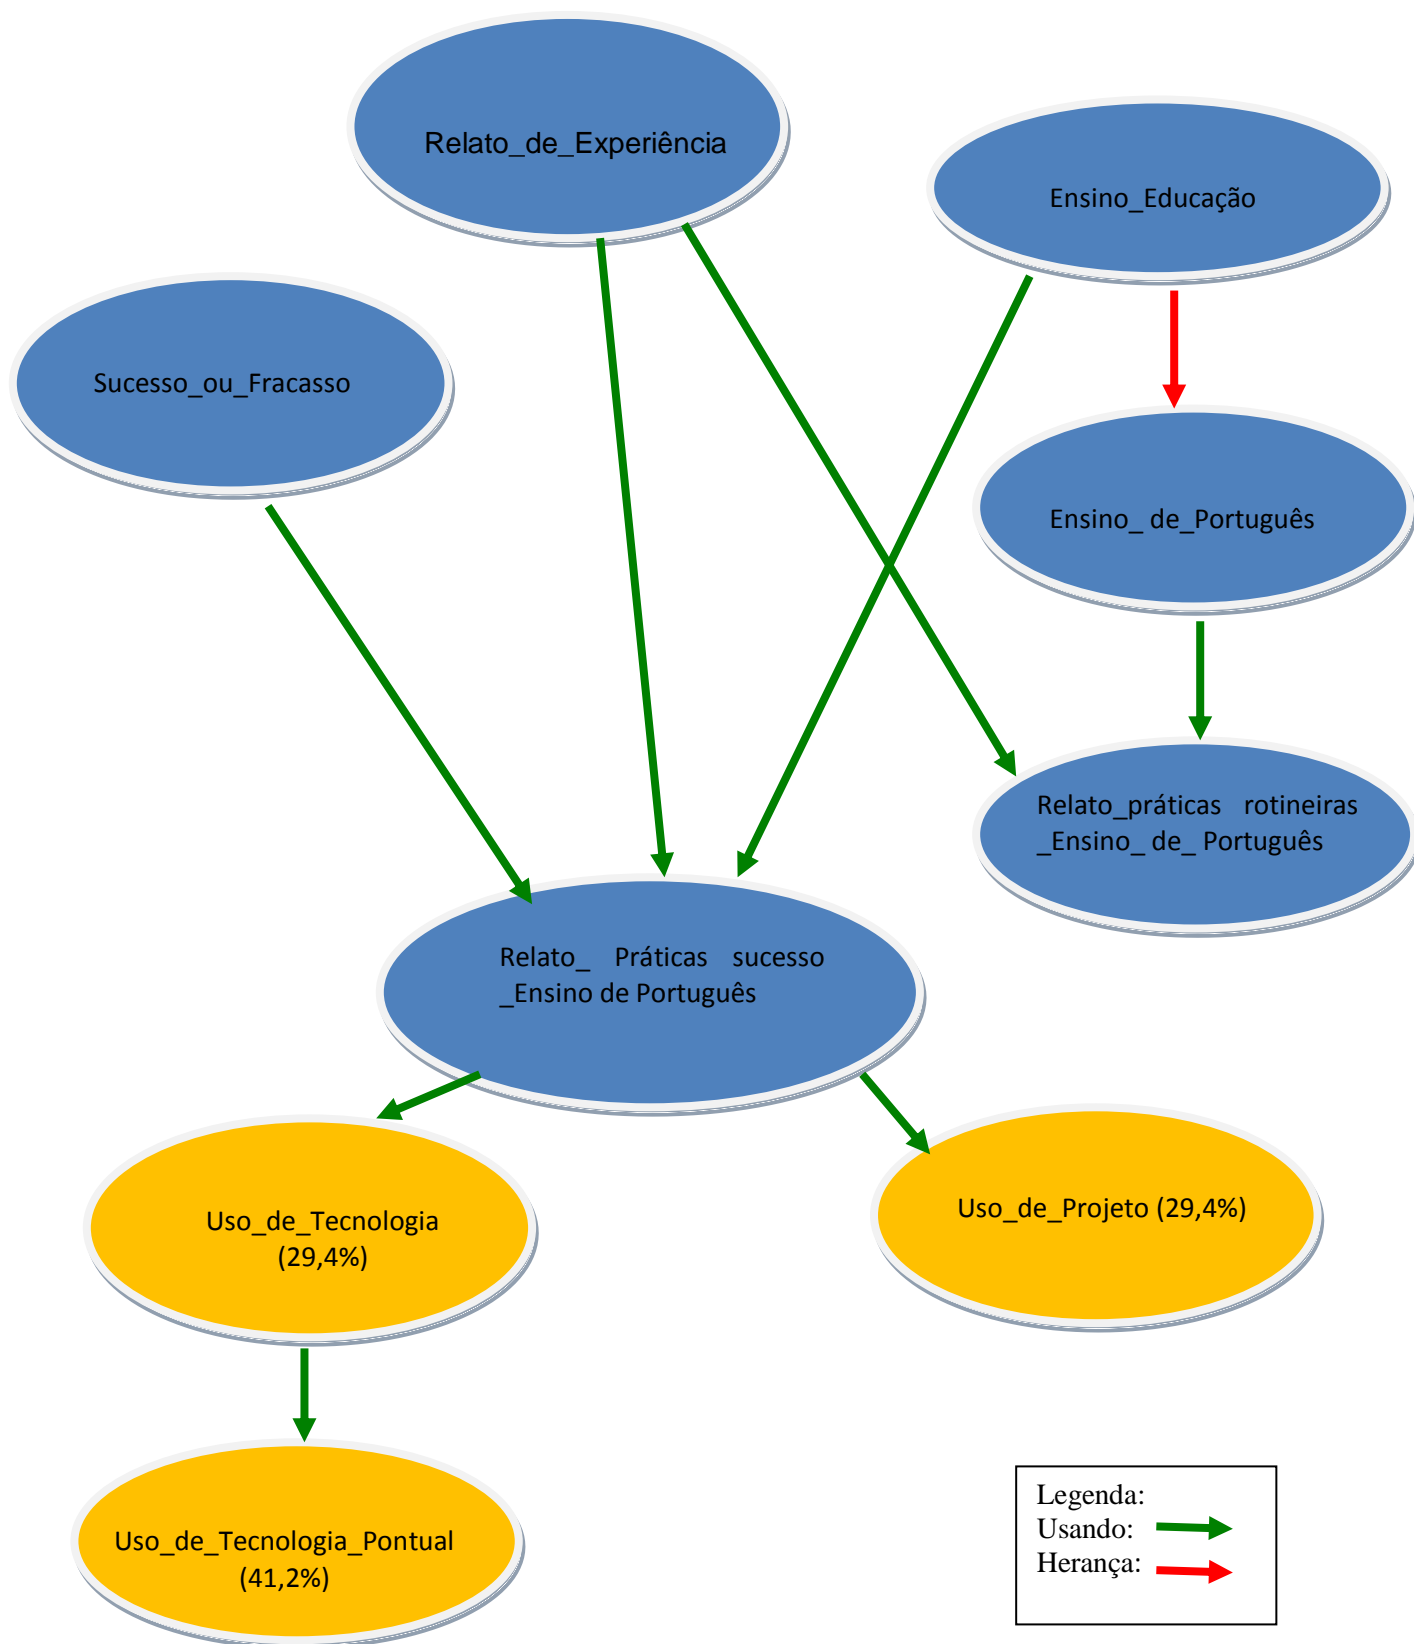 Relato_de_Experiência
Ensino_Educação
Sucesso_ou_Fracasso
Ensino_ de_Português
Relato_práticas rotineiras
_Ensino_ de_ Português
Relato_ Práticas sucesso
_Ensino de Português
Uso_de_Tecnologia
(29,4%)
Uso_de_Projeto (29,4%)
Uso_de_Tecnologia_Pontual
(41,2%)
Legenda:
Usando:
Herança: